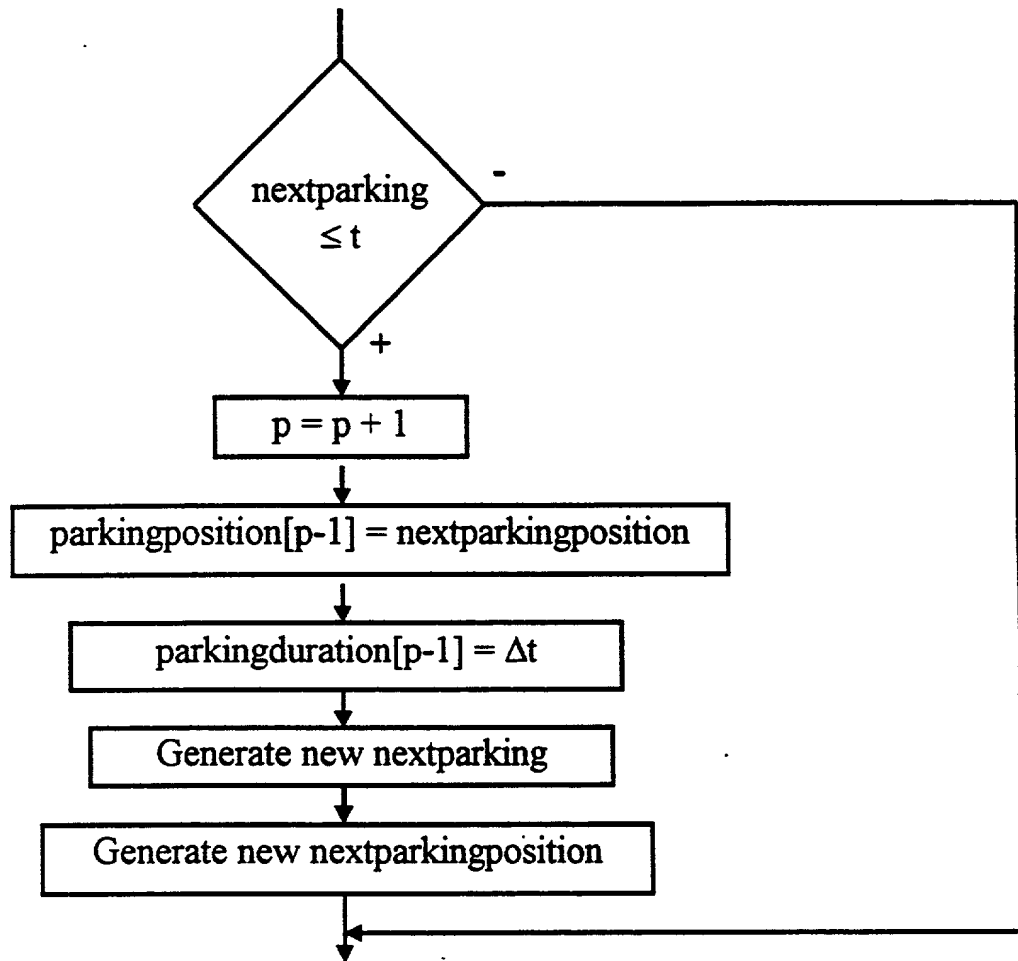 nextparking
≤ t
-
+
p = p + 1
parkingposition[p-1] = nextparkingposition
parkingduration[p-1] = Δt
Generate new nextparking
Generate new nextparkingposition